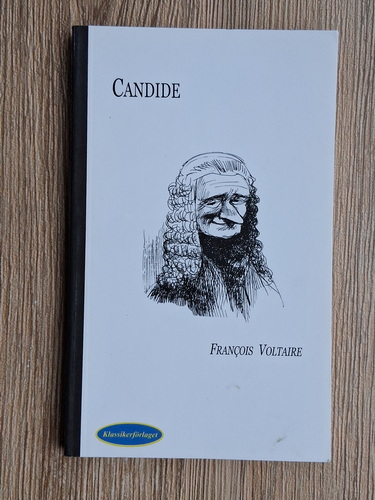 CANDIDE
FRANÇOIS VOLTAIRE
Klassikerförlaget